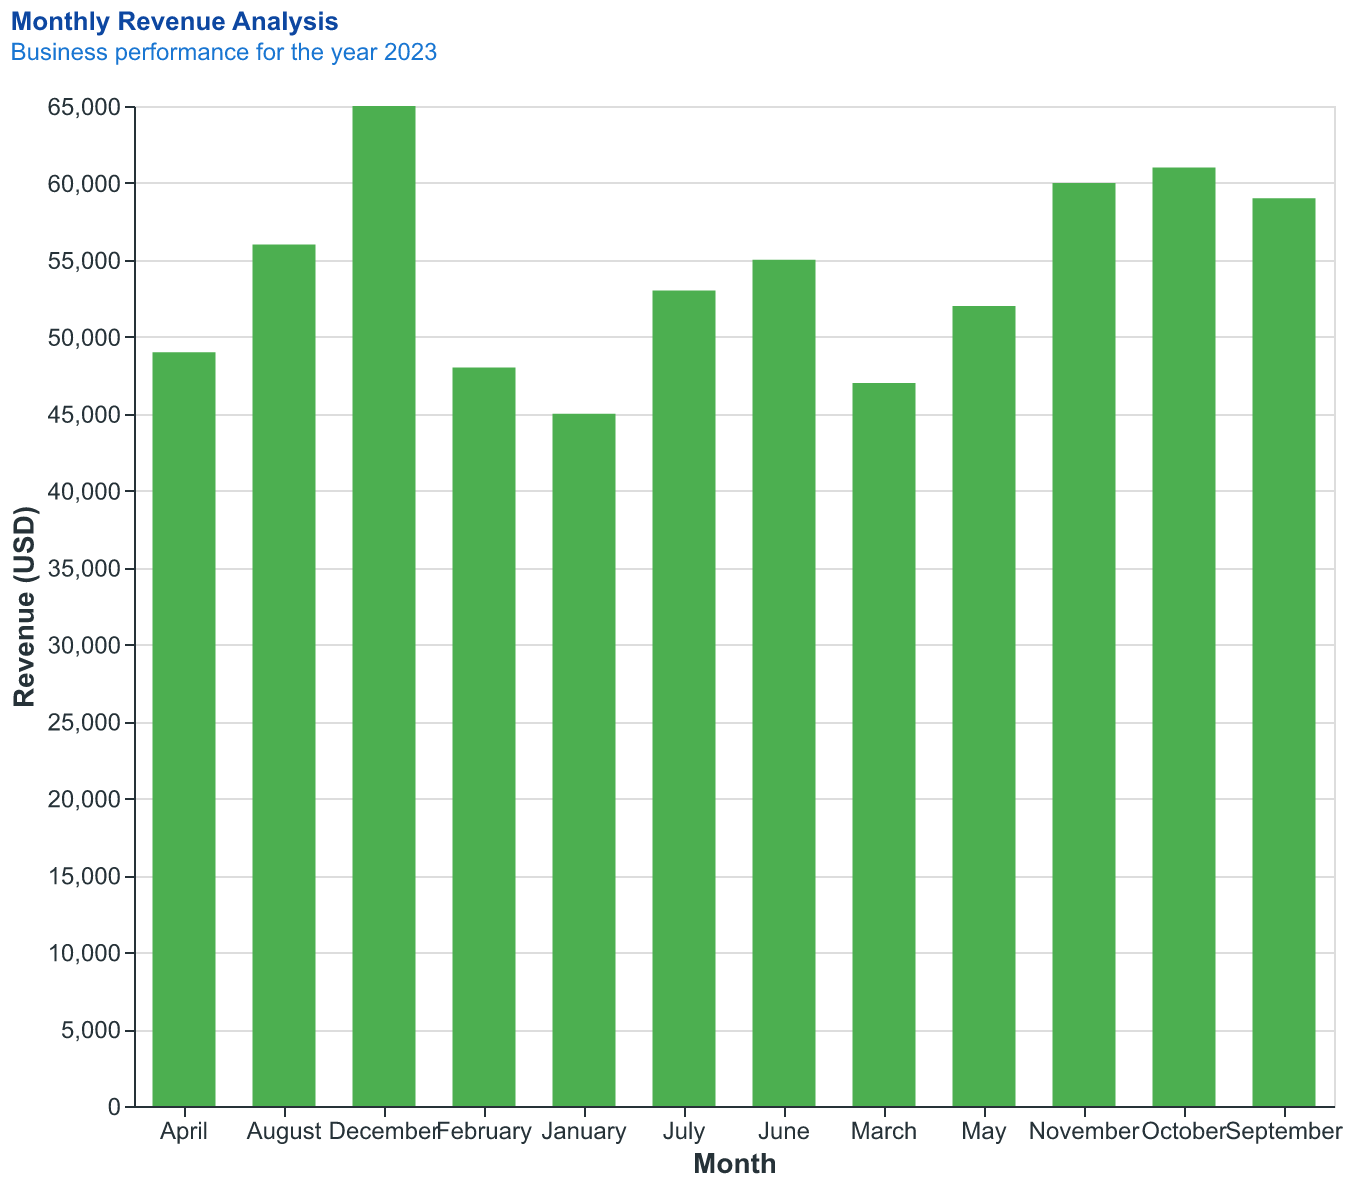 Monthly Revenue Analysis
Business performance for the year 2023
65,000
60,000
55,000
50,000
45,000
40,000
35,000
30,000
25,000
20,000
15,000
10,000
5,000
0
Revenue (USD)
April August December February January July June March May November October September
Month